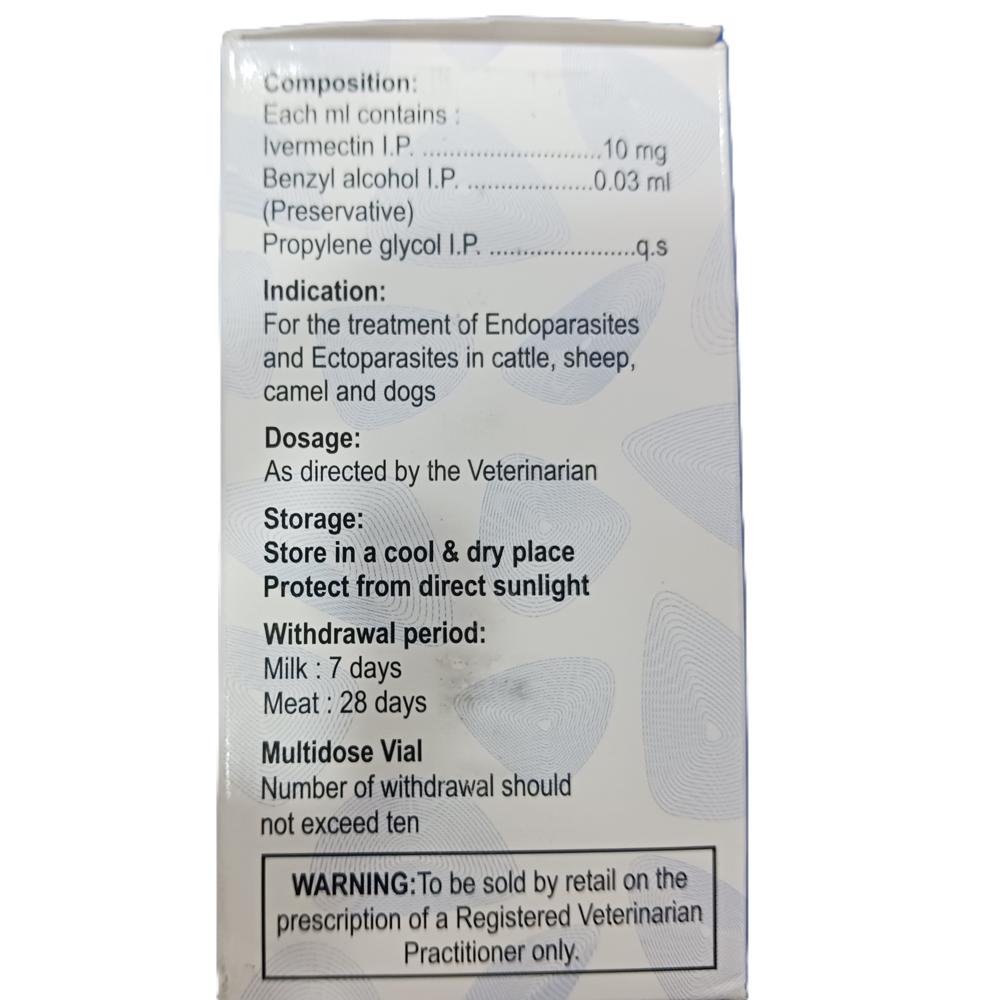 Composition:
Each ml contains :
Ivermectin I.P. ............................10 mg
Benzyl alcohol I.P. ...................0.03 ml
(Preservative)
Propylene glycol I.P. ......................q.s
Indication:
For the treatment of Endoparasites
and Ectoparasites in cattle, sheep,
camel and dogs
Dosage:
As directed by the Veterinarian
Storage:
Store in a cool & dry place
Protect from direct sunlight
Withdrawal period:
Milk : 7 days
Meat : 28 days
Multidose Vial
Number of withdrawal should
not exceed ten
WARNING:To be sold by retail on the
prescription of a Registered Veterinarian
Practitioner only.